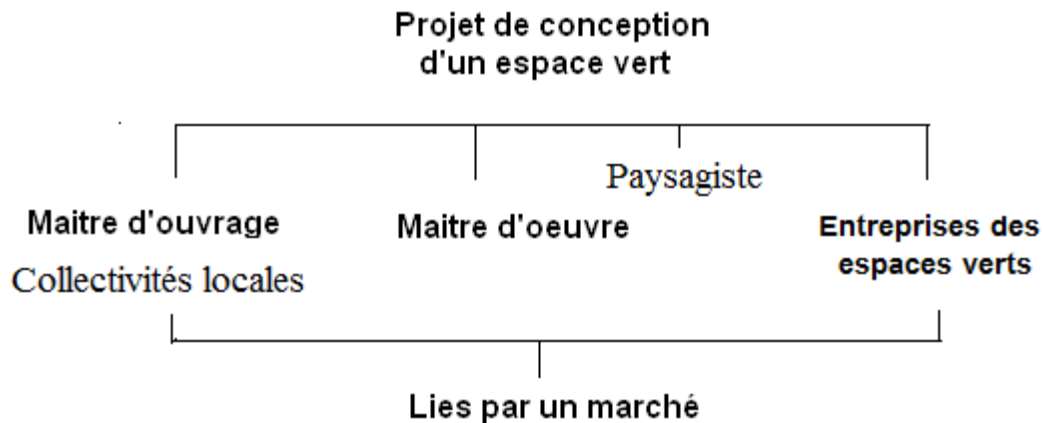 Projet de conception
d'un espace vert
Paysagiste
Maitre d'ouvrage
Maitre d'oeuvre
Entreprises des
espaces verts
Collectivités locales
Lies par un marché